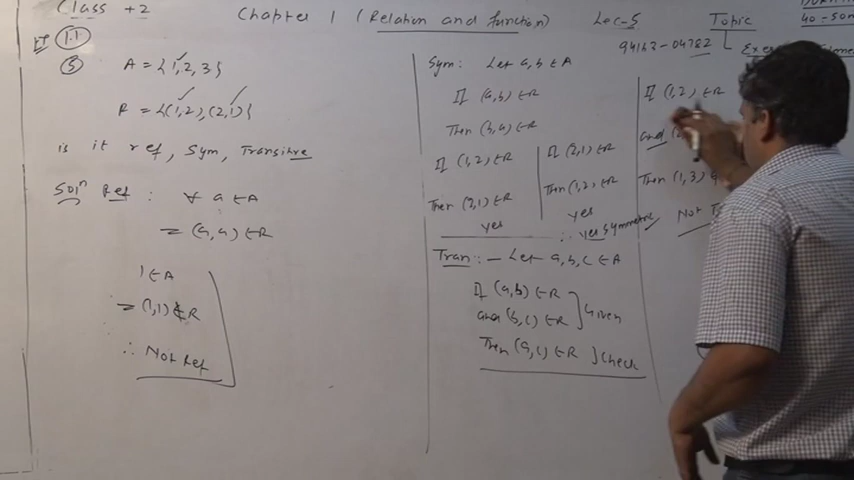 Class +2
Chapter 1 (Relation and function)
Lec-5
Topic
40-
94162-04782
1.1
5
A = {1, 2, 3}
R = {(1,2), (2,1)}
is it ref, Sym, Transitive
Solⁿ Ref : ∀ a ∈ A
= (a, a) ∈ R
1 ∈ A
= (1,1) ∉ R
∴ Not Ref
Sym: Let a, b ∈ A
If (a,b) ∈ R
Then (b,a) ∈ R
If (1,2) ∈ R
Then (2,1) ∈ R
yes
If (2,1) ∈ R
Then (1,2) ∈ R
yes
∴ yes symmetric
Tran: - Let a, b, c ∈ A
If (a,b) ∈ R
and (b,c) ∈ R
Given
Then (a,c) ∈ R ] Check
If (1,2) ∈ R
and
Then (1,3)
Not